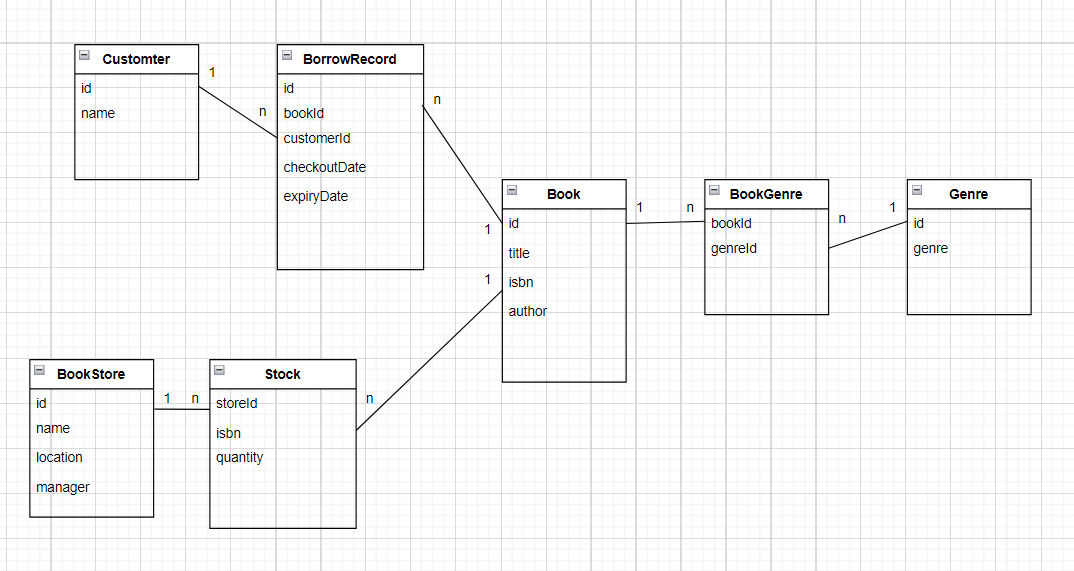 Customter
id
name
1
n
BorrowRecord
id
bookId
customerId
checkoutDate
expiryDate
n
1
Book
id
title
isbn
author
1
n
BookGenre
bookId
genreId
n
1
Genre
id
genre
BookStore
id
name
location
manager
1
n
Stock
storeId
isbn
quantity
n
1